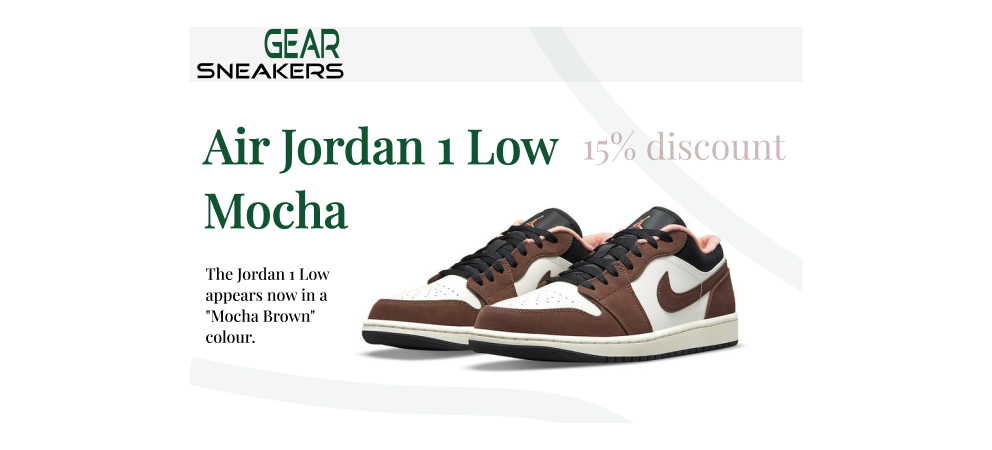 GEAR
SNEAKERS
Air Jordan 1 Low
15% discount
Mocha
The Jordan 1 Low
appears now in a
"Mocha Brown"
colour.